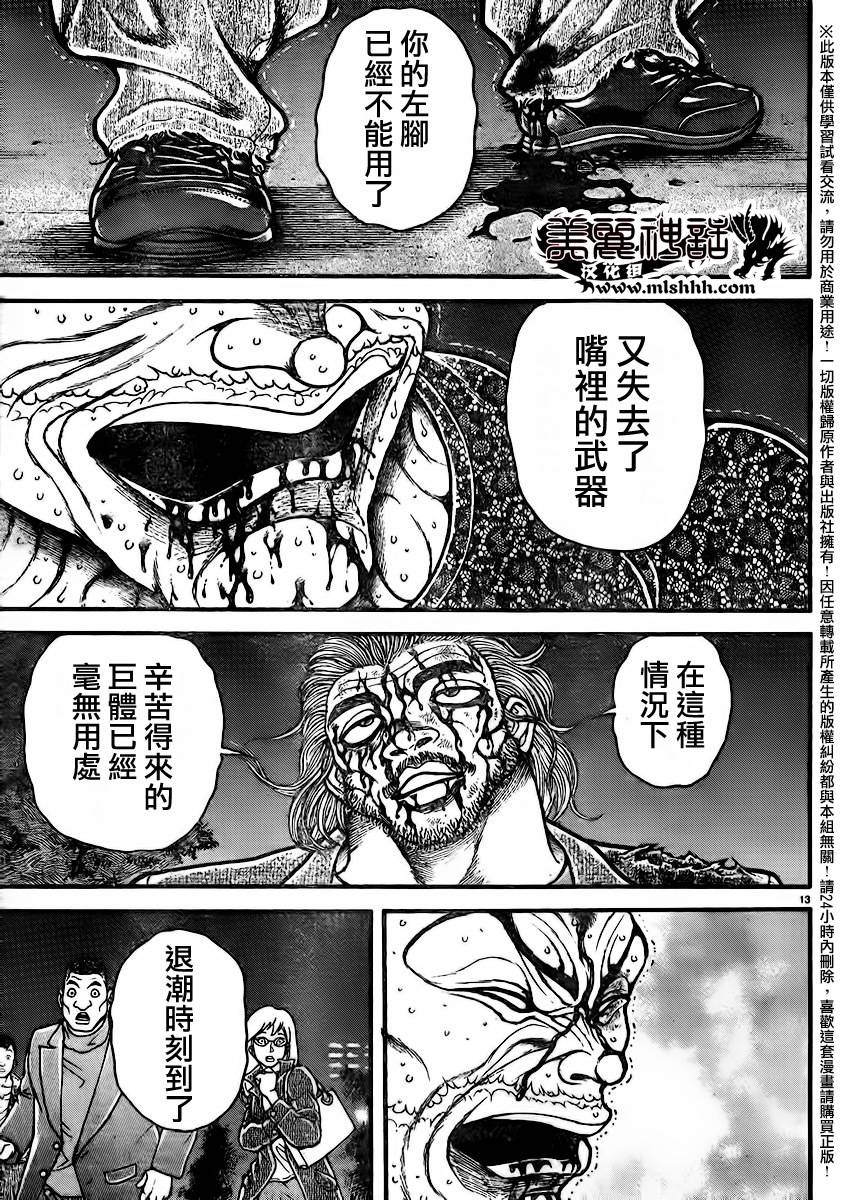 你的左腳
已經不能用了
美麗神話
汉化组
www.mlshhh.com
又失去了
嘴裡的武器
在這種
情況下
辛苦得來的
巨體已經
毫無用處
13
退潮時刻到了
※此版本僅供學習試看交流，請勿用於商業用途！一切版權歸原作者與出版社擁有！因任意轉載所產生的版權糾紛都與本組無關！請24小時內刪除，喜歡這套漫畫請購買正版！